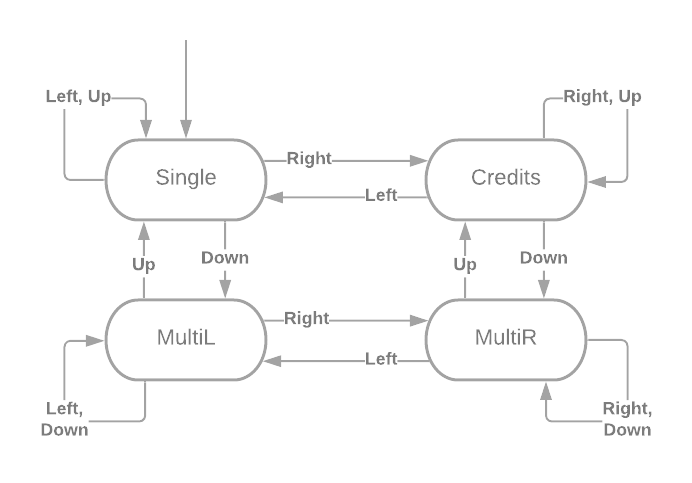 Left, Up
Right, Up
Single
Right
Credits
Left
Up
Down
Up
Down
MultiL
Right
MultiR
Left
Left,
Down
Right,
Down